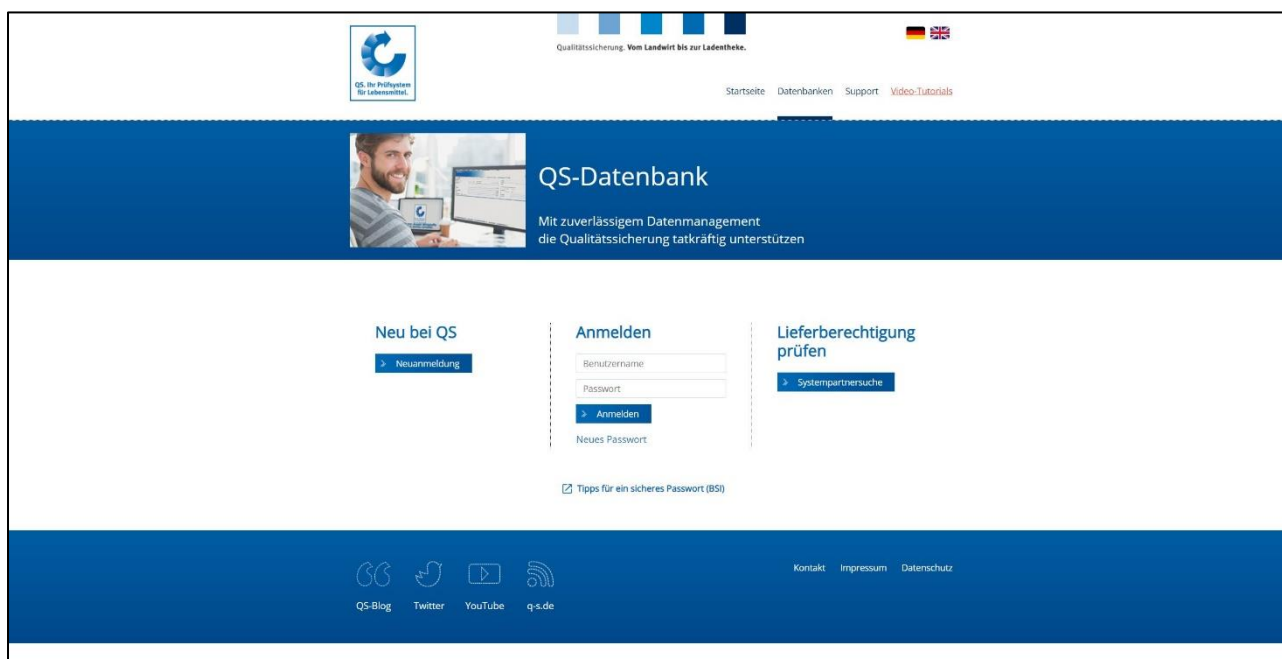 QS. Ihr Prüfsystem
für Lebensmittel.
Qualitätssicherung. Vom Landwirt bis zur Ladentheke.
Startseite Datenbanken Support Video-Tutorials
QS-Datenbank
Mit zuverlässigem Datenmanagement
die Qualitätssicherung tatkräftig unterstützen
Neu bei QS
Neuanmeldung
Anmelden
Benutzername
Passwort
Anmelden
Neues Passwort
Lieferberechtigung
prüfen
Systempartnersuche
Tipps für ein sicheres Passwort (BSI)
QS-Blog Twitter YouTube q-s.de
Kontakt Impressum Datenschutz